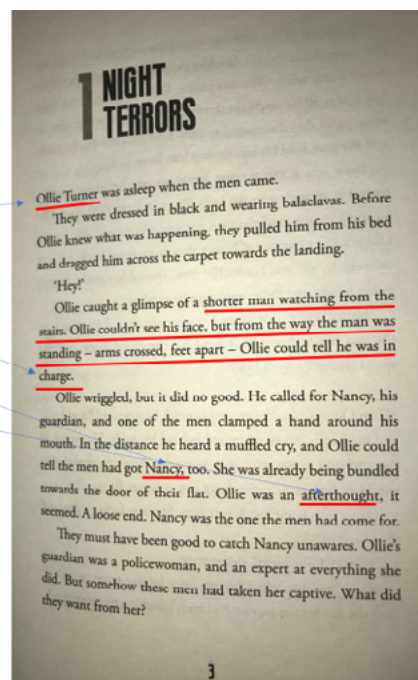 1 NIGHT
TERRORS
Ollie Turner was asleep when the men came.
They were dressed in black and wearing balaclavas. Before
Ollie knew what was happening, they pulled him from his bed
and dragged him across the carpet towards the landing.
'Hey!'
Ollie caught a glimpse of a shorter man watching from the
stairs. Ollie couldn't see his face, but from the way the man was
standing – arms crossed, feet apart – Ollie could tell he was in
charge.
Ollie wriggled, but it did no good. He called for Nancy, his
guardian, and one of the men clamped a hand around his
mouth. In the distance he heard a muffled cry, and Ollie could
tell the men had got Nancy, too. She was already being bundled
towards the door of their flat. Ollie was an afterthought, it
seemed. A loose end. Nancy was the one the men had come for.
They must have been good to catch Nancy unawares. Ollie's
guardian was a policewoman, and an expert at everything she
did. But somehow these men had taken her captive. What did
they want from her?
3